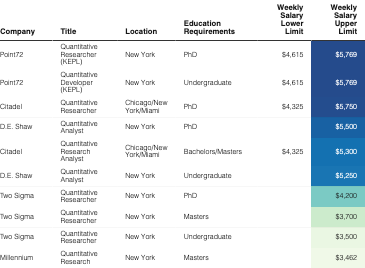 Company Title Location Education Requirements Weekly Salary Lower Limit Weekly Salary Upper Limit
Point72 Quantitative Researcher (KEPL) New York PhD $4,615 $5,769
Point72 Quantitative Developer (KEPL) New York Undergraduate $4,615 $5,769
Citadel Quantitative Researcher Chicago/New York/Miami PhD $4,325 $5,750
D.E. Shaw Quantitative Analyst New York PhD $5,500
Citadel Quantitative Research Analyst Chicago/New York/Miami Bachelors/Masters $4,325 $5,300
D.E. Shaw Quantitative Analyst New York Undergraduate $5,250
Two Sigma Quantitative Researcher New York PhD $4,200
Two Sigma Quantitative Researcher New York Masters $3,700
Two Sigma Quantitative Researcher New York Undergraduate $3,500
Millennium Quantitative Research New York Masters $3,462